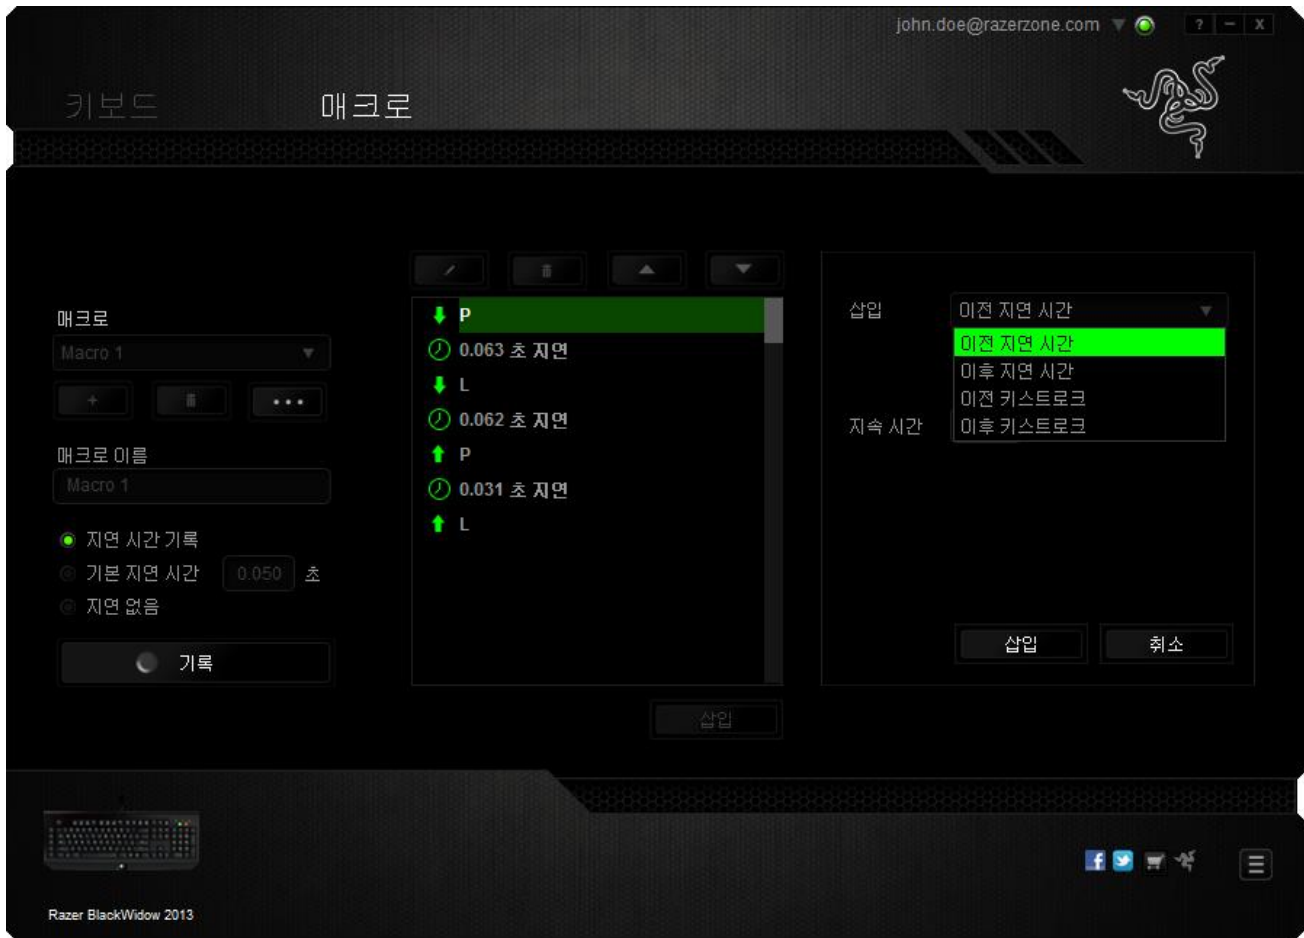 john.doe@razerzone.com
? − X
키보드 매크로
매크로
Macro 1
매크로 이름
Macro 1
지연 시간 기록
기본 지연 시간 0.050 초
지연 없음
기록
P
0.063 초 지연
L
0.062 초 지연
P
0.031 초 지연
L
삽입
삽입 이전 지연 시간
이전 지연 시간
이후 지연 시간
이전 키스트로크
이후 키스트로크
지속 시간
삽입 취소
Razer BlackWidow 2013